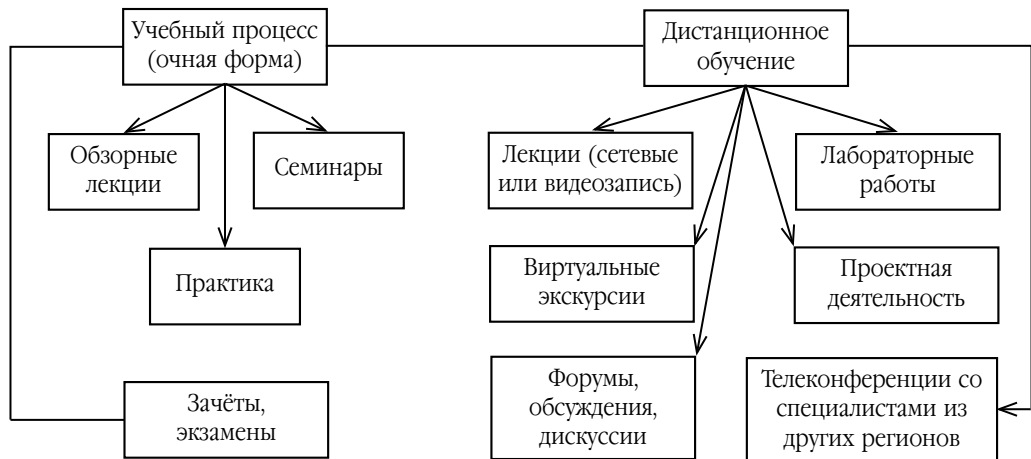 Учебный процесс
(очная форма)
Дистанционное
обучение
Обзорные
лекции
Семинары
Лекции (сетевые
или видеозапись)
Лабораторные
работы
Практика
Виртуальные
экскурсии
Проектная
деятельность
Зачёты,
экзамены
Форумы,
обсуждения,
дискуссии
Телеконференции со
специалистами из
других регионов